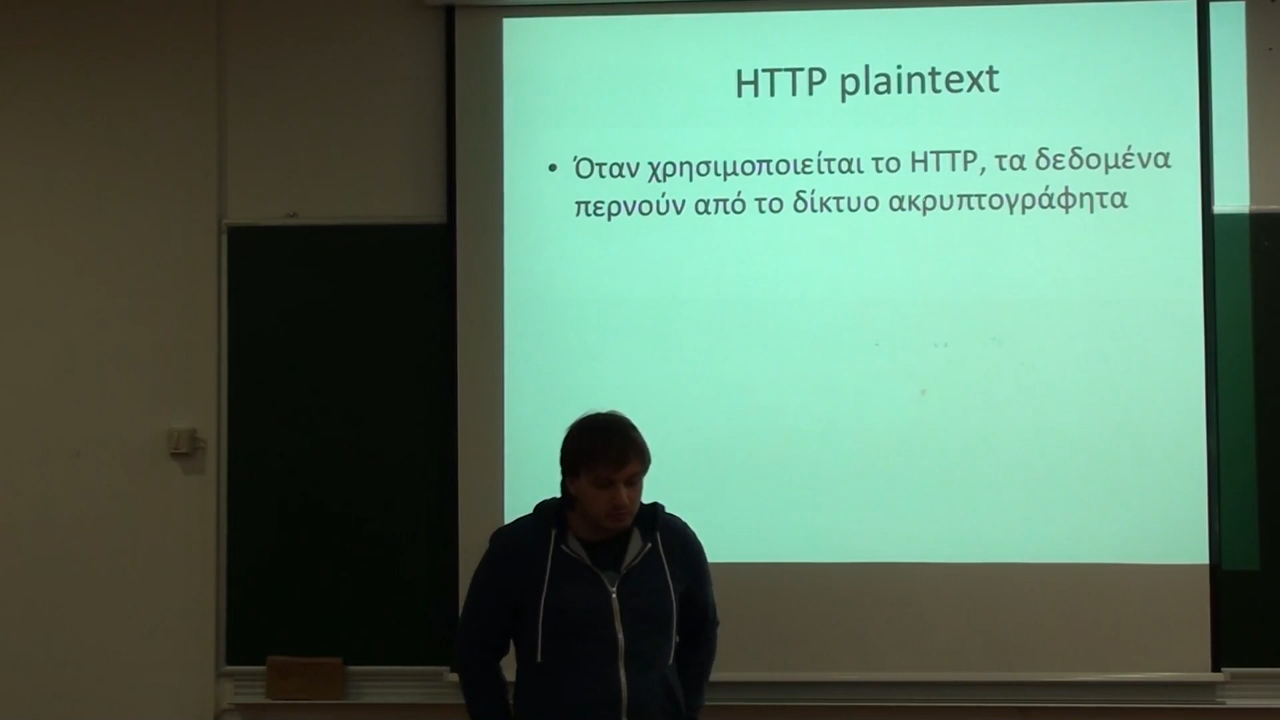 HTTP plaintext
• Όταν χρησιμοποιείται το HTTP, τα δεδομένα
περνούν από το δίκτυο ακρυπτογράφητα